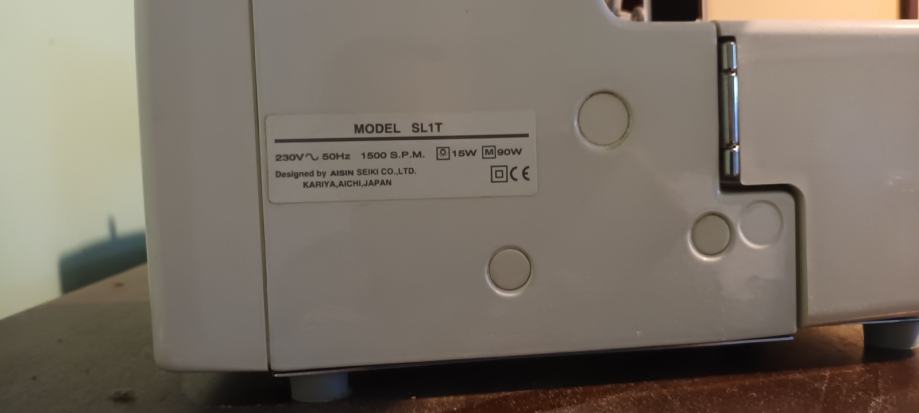 MODEL SL1T
230V∿ 50Hz 1500 S.P.M. 15W M 90W
Designed by AISIN SEIKI CO.,LTD.
KARIYA,AICHI,JAPAN
CE